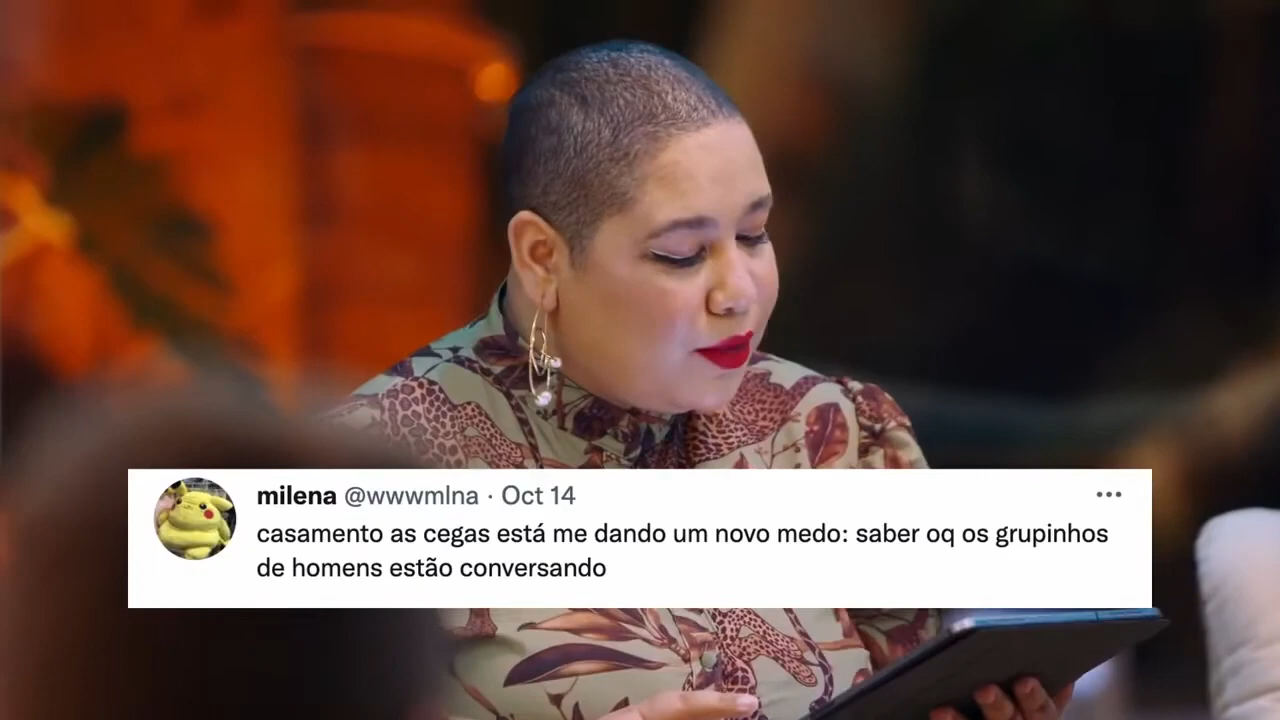 milena @wwwmlna · Oct 14
casamento as cegas está me dando um novo medo: saber oq os grupinhos
de homens estão conversando